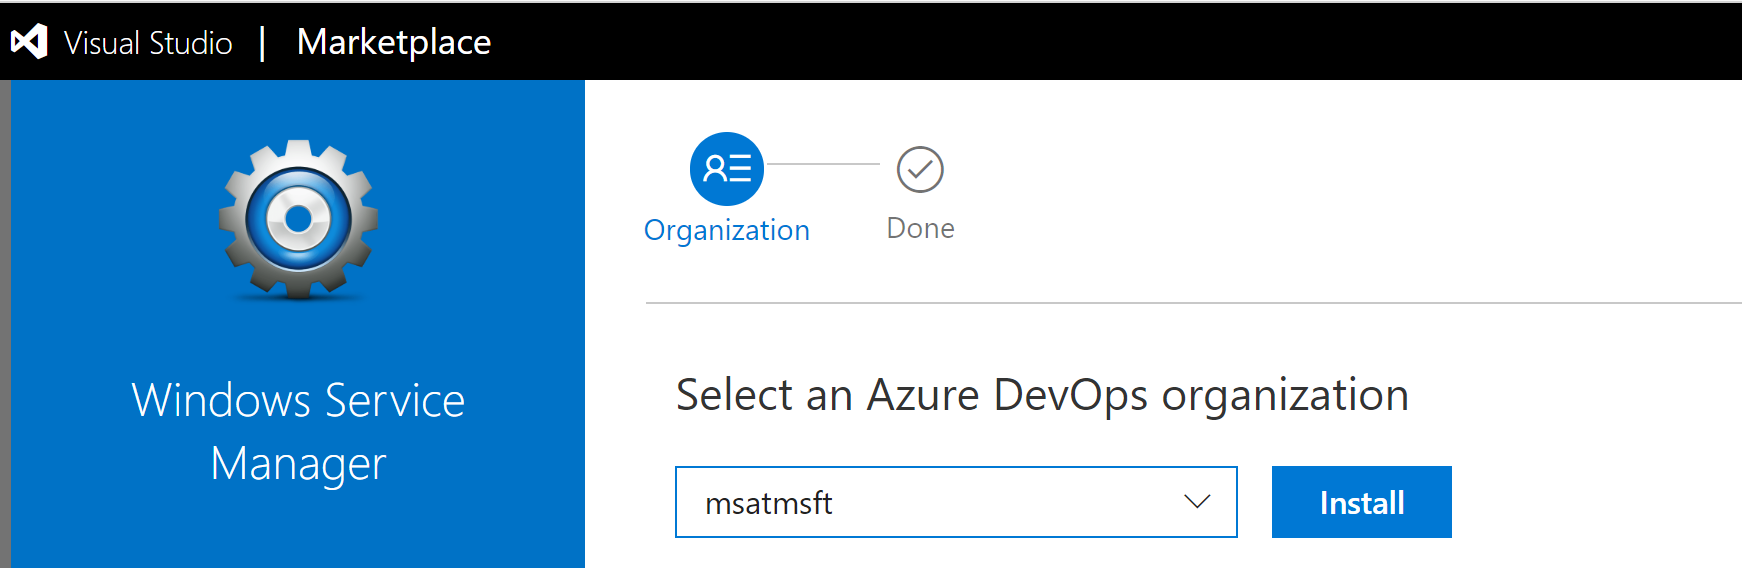 Visual Studio | Marketplace
Organization
Done
Windows Service
Manager
Select an Azure DevOps organization
msatmsft
Install